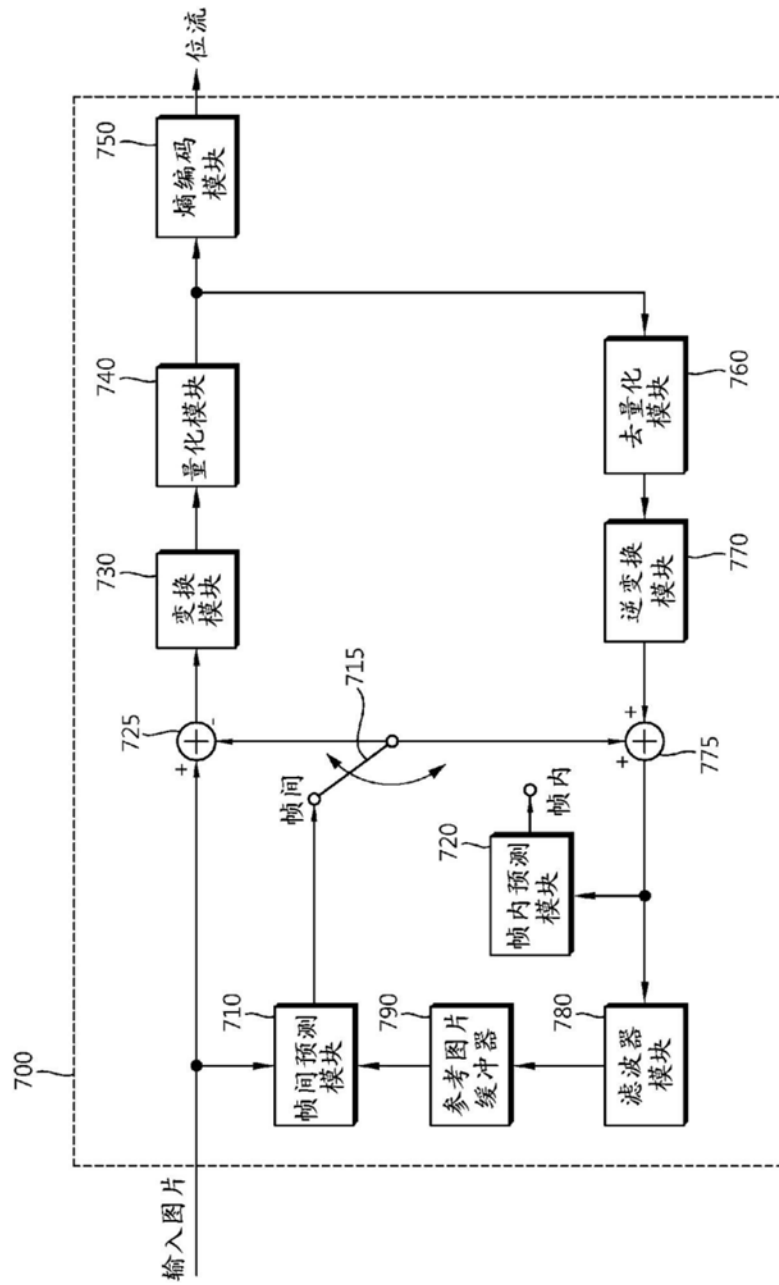 700
输入图片
710
帧间预测
模块
790
参考图片
缓冲器
780
滤波器
模块
帧间
715
720
帧内预测
模块
帧内
+
725
-
+
+
775
730
变换
模块
740
量化模块
750
熵编码
模块
位流
770
逆变换
模块
760
去量化
模块